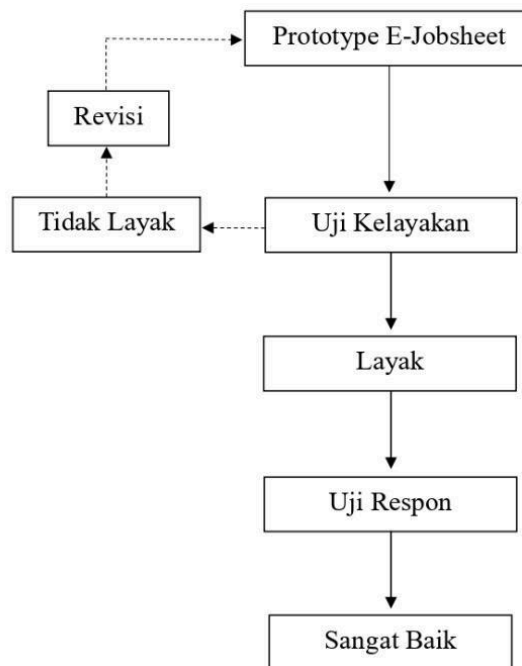 Prototype E-Jobsheet
Revisi
Tidak Layak
Uji Kelayakan
Layak
Uji Respon
Sangat Baik